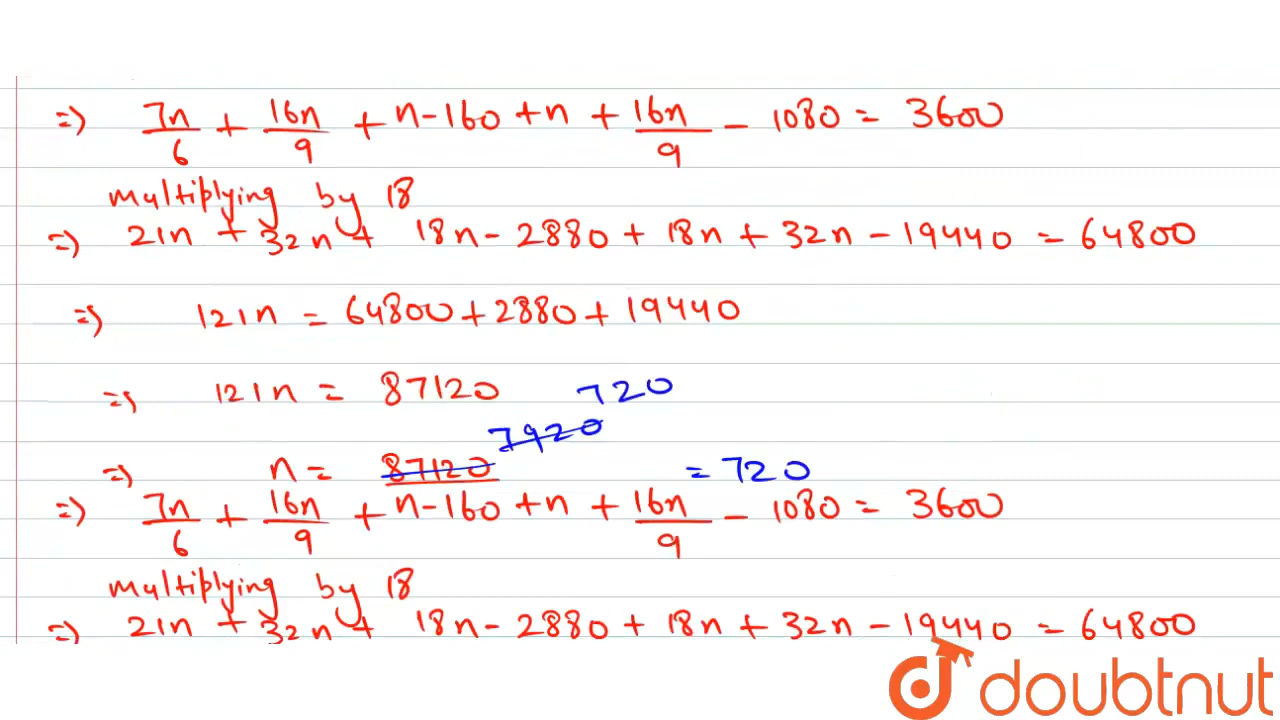 =) 7n/6 + 16n/9 + n - 160 + n + 16n/9 - 1080 = 3600
multiplying by 18
=) 21n + 32n + 18n - 2880 + 18n + 32n - 19440 = 64800
=) 121n = 64800 + 2880 + 19440
=) 121n = 87120 720
7920
=) n = 87120 = 720
=) 7n/6 + 16n/9 + n - 160 + n + 16n/9 - 1080 = 3600
multiplying by 18
=) 21n + 32n + 18n - 2880 + 18n + 32n - 19440 = 64800
doubtnut